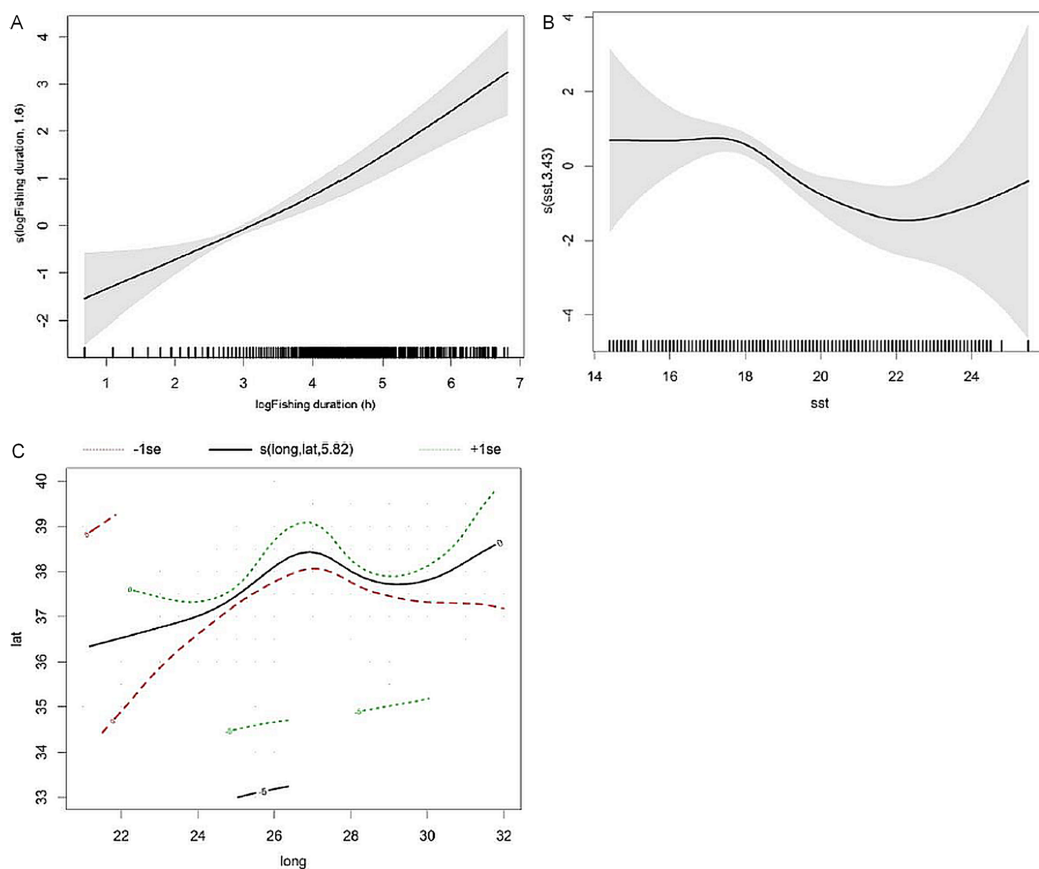 A
4
3
2
1
0
-1
-2
s(logFishing duration, 1.6)
1 2 3 4 5 6 7
logFishing duration (h)
B
4
2
0
-2
-4
s(sst,3.43)
14 16 18 20 22 24
sst
C
-1se s(long,lat,5.82) +1se
40
39
38
37
36
35
34
33
lat
0
0
-5
22 24 26 28 30 32
long